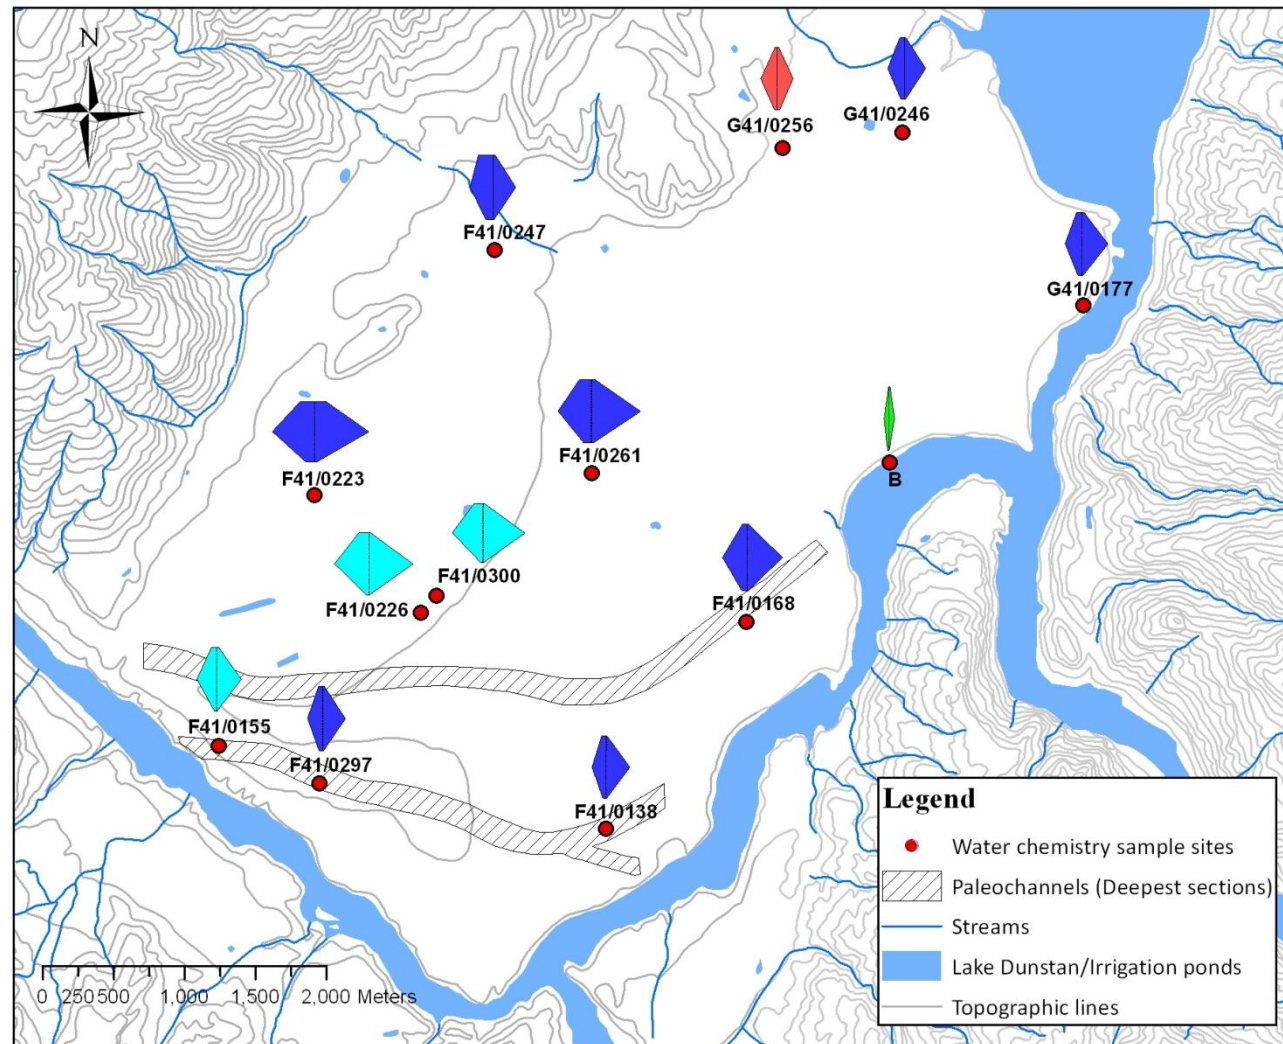 N
G41/0256
G41/0246
F41/0247
G41/0177
F41/0223
F41/0261
B
F41/0300
F41/0226
F41/0168
F41/0155
F41/0297
F41/0138
Legend
Water chemistry sample sites
Paleochannels (Deepest sections)
Streams
Lake Dunstan/Irrigation ponds
Topographic lines
0 250 500 1,000 1,500 2,000 Meters